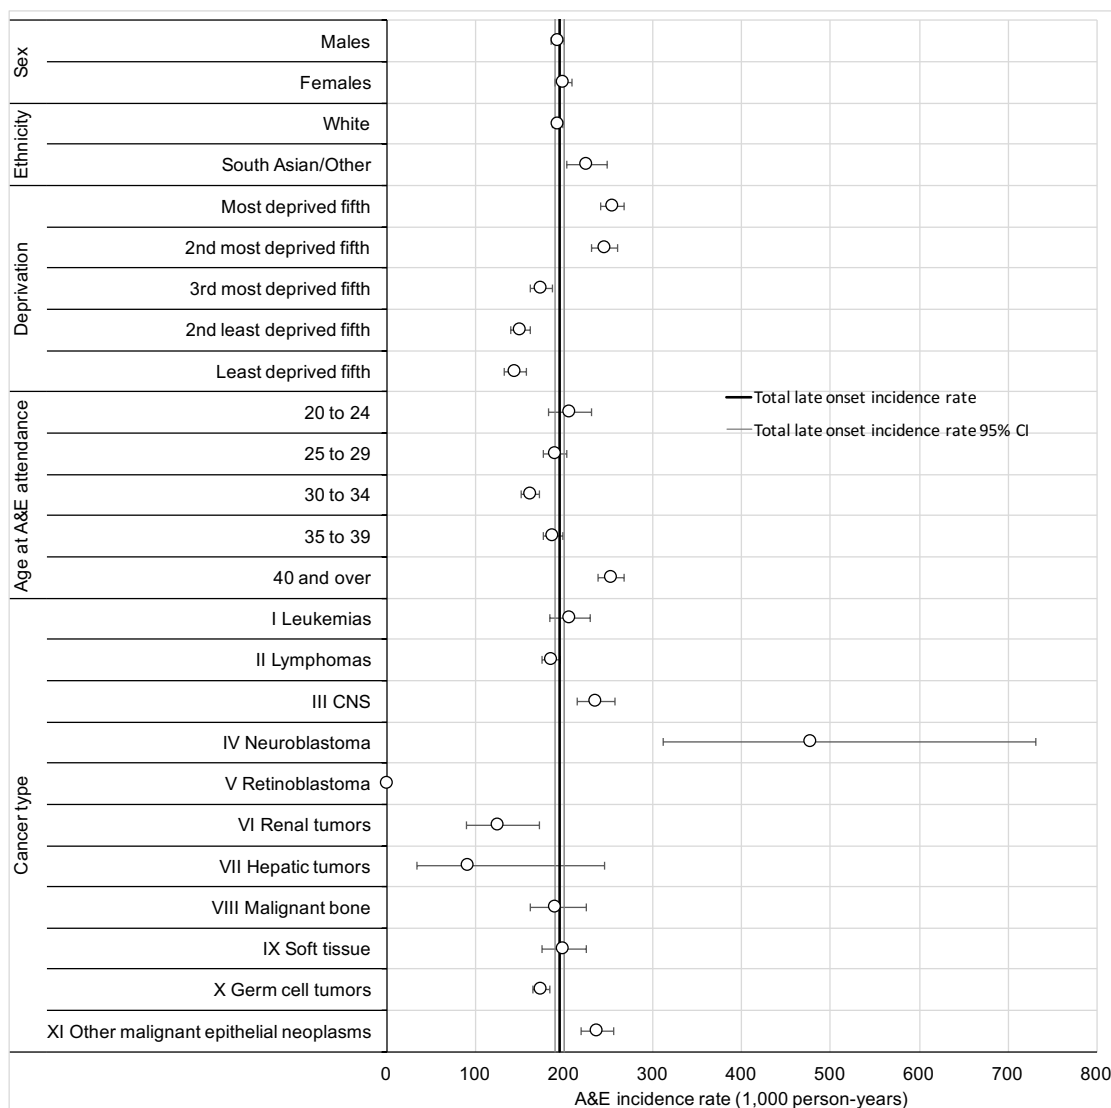 Sex
Males
Females
Ethnicity
White
South Asian/Other
Deprivation
Most deprived fifth
2nd most deprived fifth
3rd most deprived fifth
2nd least deprived fifth
Least deprived fifth
Age at A&E attendance
20 to 24
25 to 29
30 to 34
35 to 39
40 and over
Total late onset incidence rate
Total late onset incidence rate 95% CI
Cancer type
I Leukemias
II Lymphomas
III CNS
IV Neuroblastoma
V Retinoblastoma
VI Renal tumors
VII Hepatic tumors
VIII Malignant bone
IX Soft tissue
X Germ cell tumors
XI Other malignant epithelial neoplasms
0 100 200 300 400 500 600 700 800
A&E incidence rate (1,000 person-years)